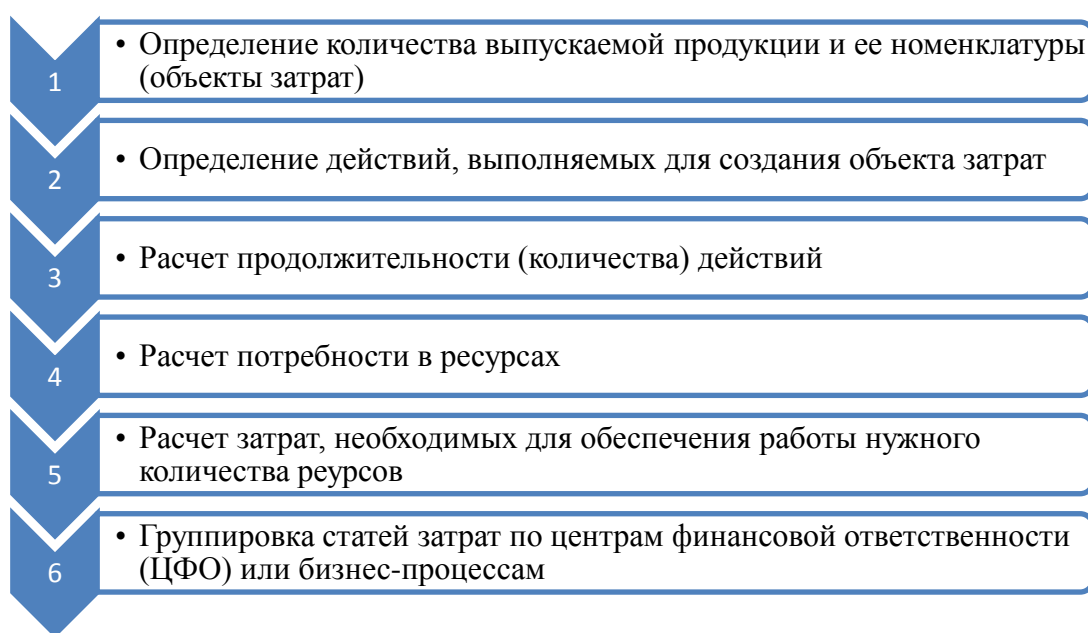 1
• Определение количества выпускаемой продукции и ее номенклатуры
(объекты затрат)
2
• Определение действий, выполняемых для создания объекта затрат
3
• Расчет продолжительности (количества) действий
4
• Расчет потребности в ресурсах
5
• Расчет затрат, необходимых для обеспечения работы нужного
количества реурсов
6
• Группировка статей затрат по центрам финансовой ответственности
(ЦФО) или бизнес-процессам